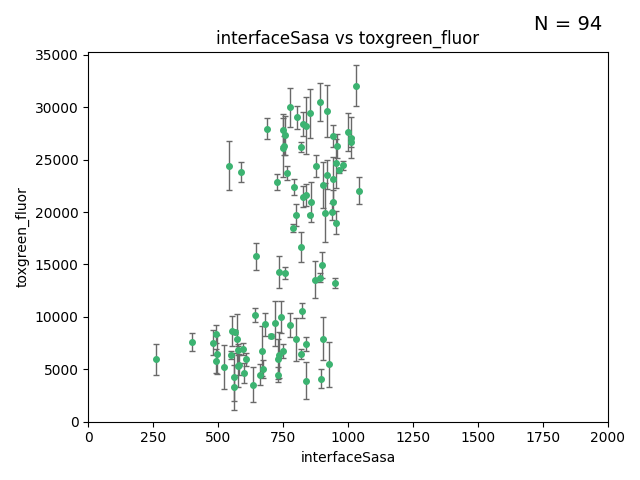 N = 94
interfaceSasa vs toxgreen_fluor
35000
30000
25000
20000
15000
10000
5000
0
toxgreen_fluor
0 250 500 750 1000 1250 1500 1750 2000
interfaceSasa